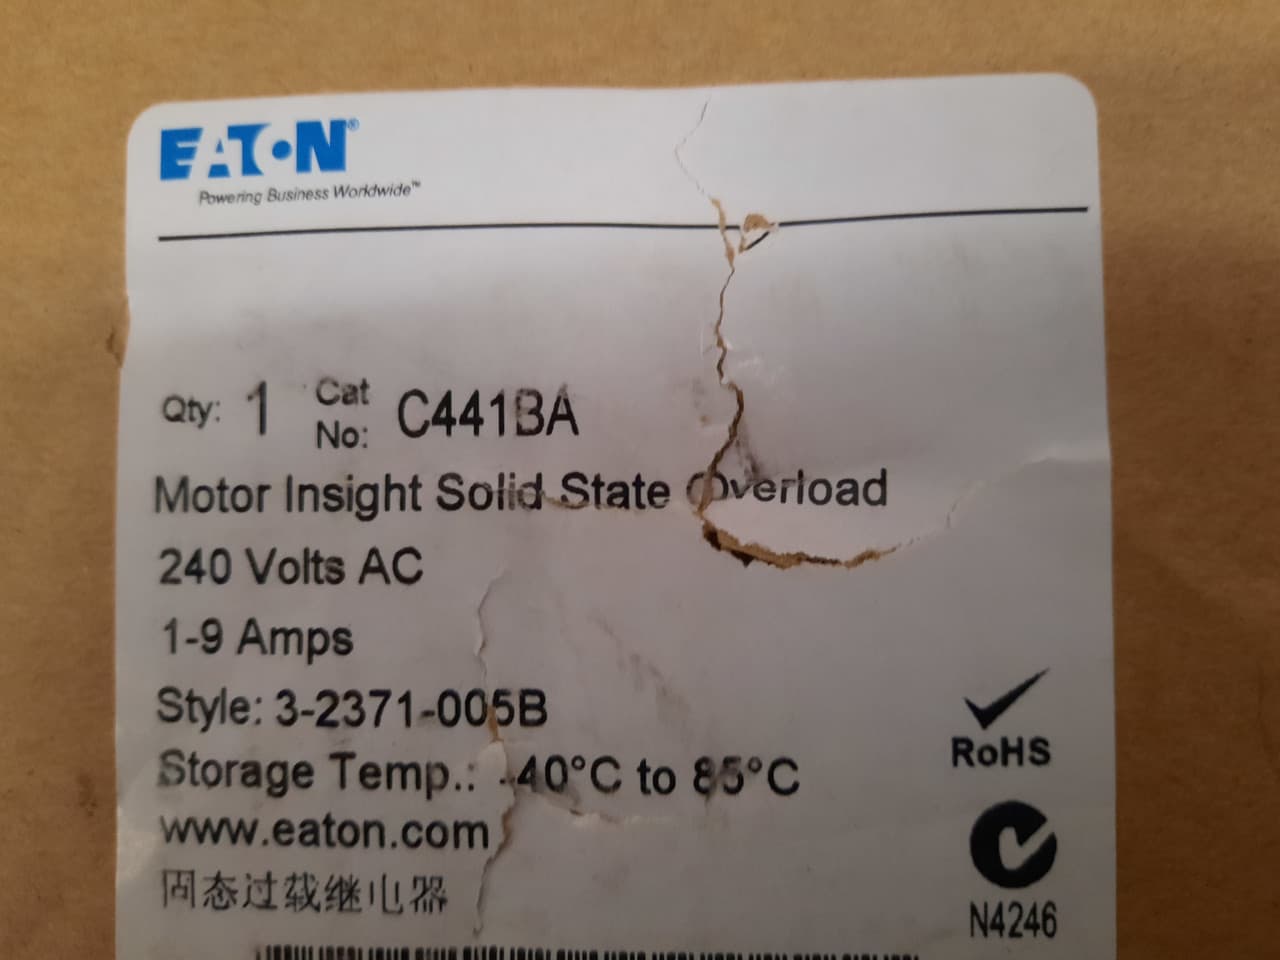 EATON®
Powering Business Worldwide™
Qty: 1 Cat No: C441BA
Motor Insight Solid State Overload
240 Volts AC
1-9 Amps
Style: 3-2371-005B
Storage Temp.: -40°C to 85°C
www.eaton.com
固态过载继电器
RoHS
N4246